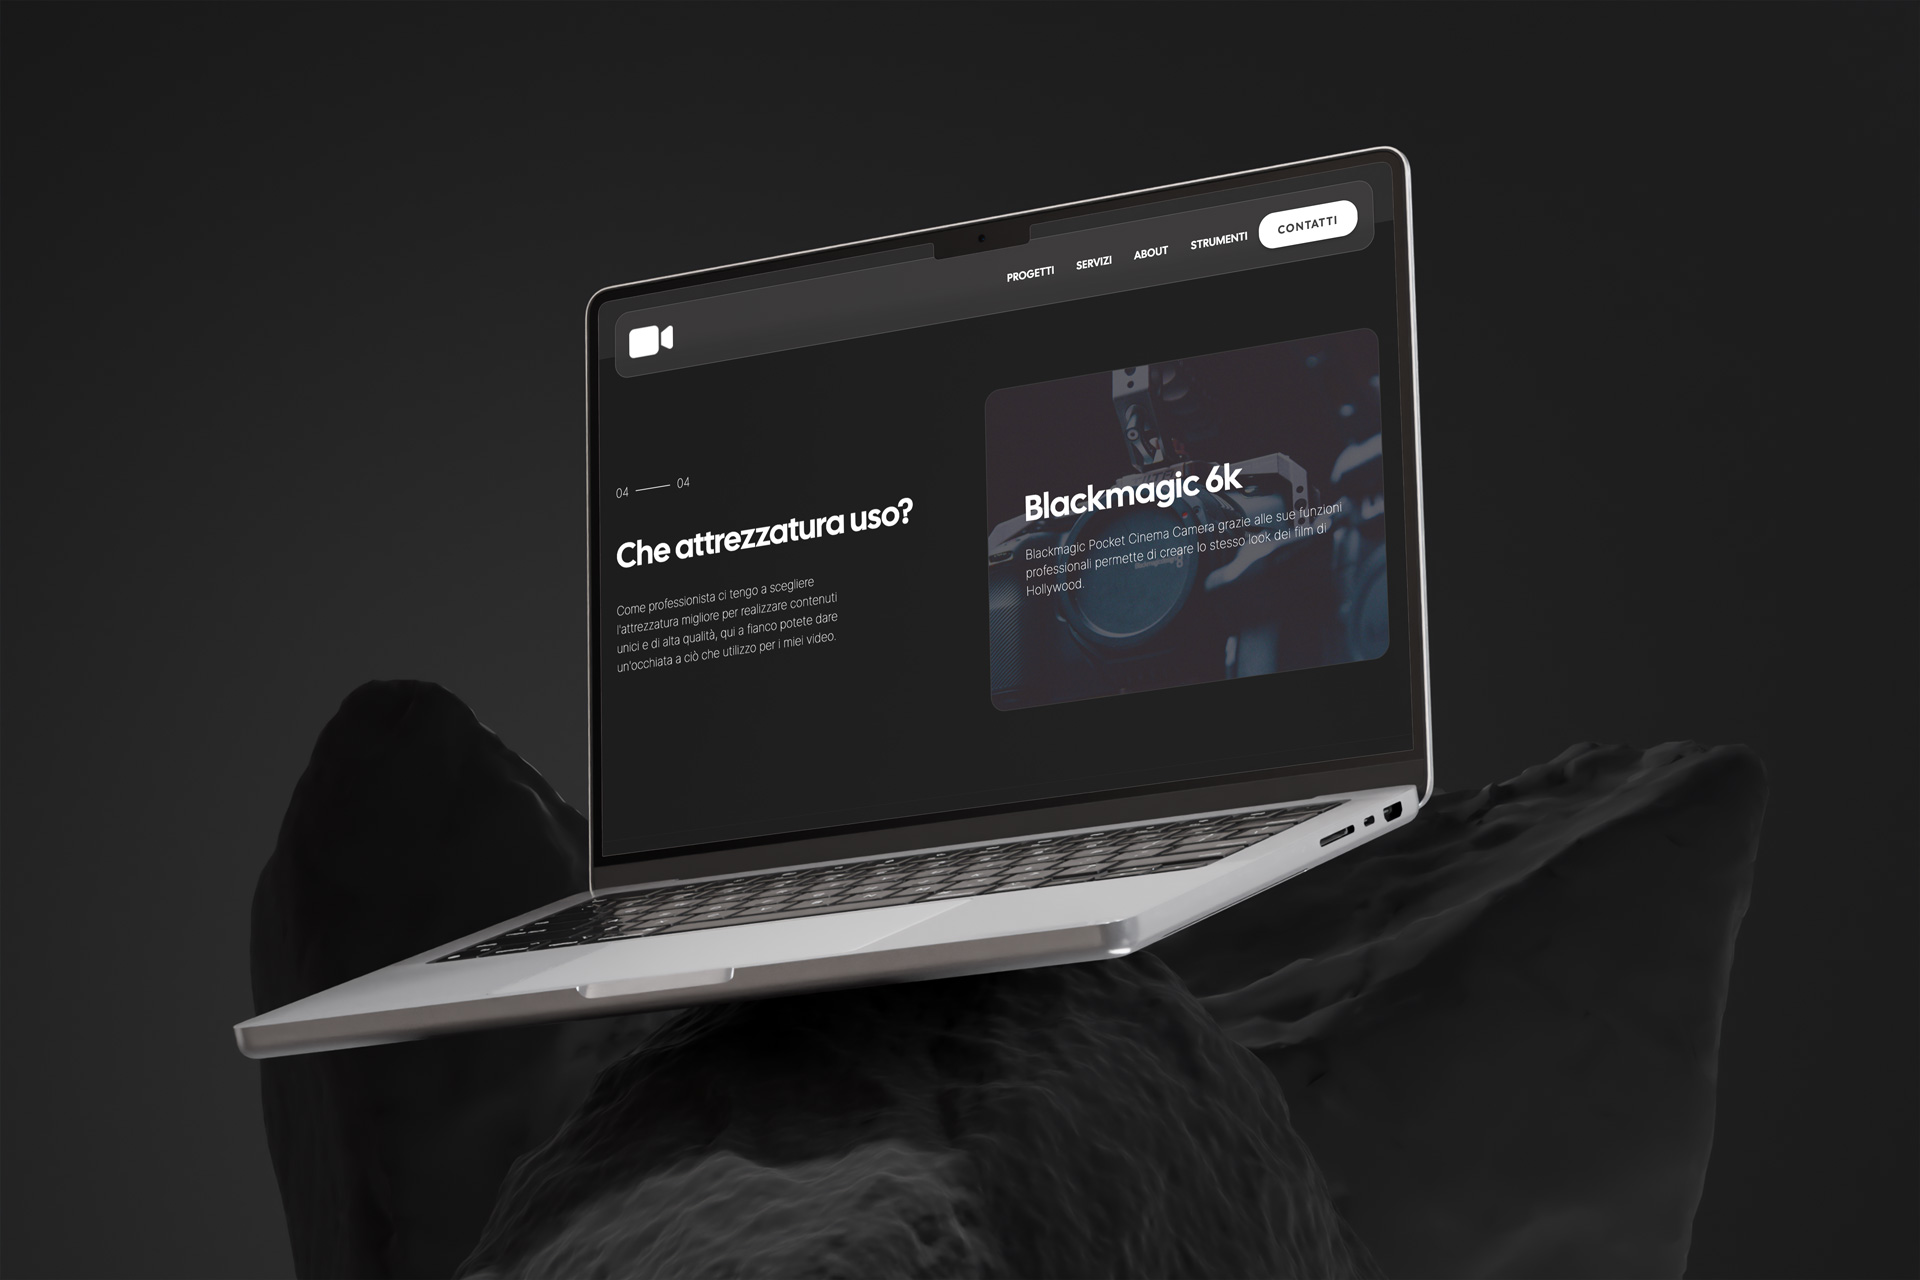 PROGETTI SERVIZI ABOUT STRUMENTI CONTATTI
04 — 04
Che attrezzatura uso?
Come professionista ci tengo a scegliere
l'attrezzatura migliore per realizzare contenuti
unici e di alta qualità, qui a fianco potete dare
un'occhiata a ciò che utilizzo per i miei video.
Blackmagic 6k
Blackmagic Pocket Cinema Camera grazie alle sue funzioni
professionali permette di creare lo stesso look dei film di
Hollywood.